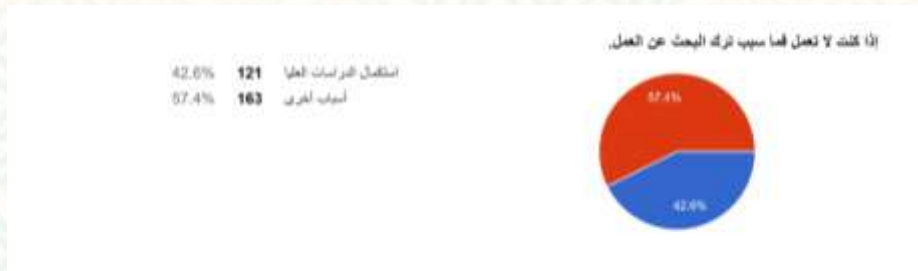 إذا كنت لا تعمل فما سبب ترك البحث عن العمل.
استكمال الدراسات العليا 121 42.6%
أسباب أخرى 163 57.4%
57.4%
42.6%